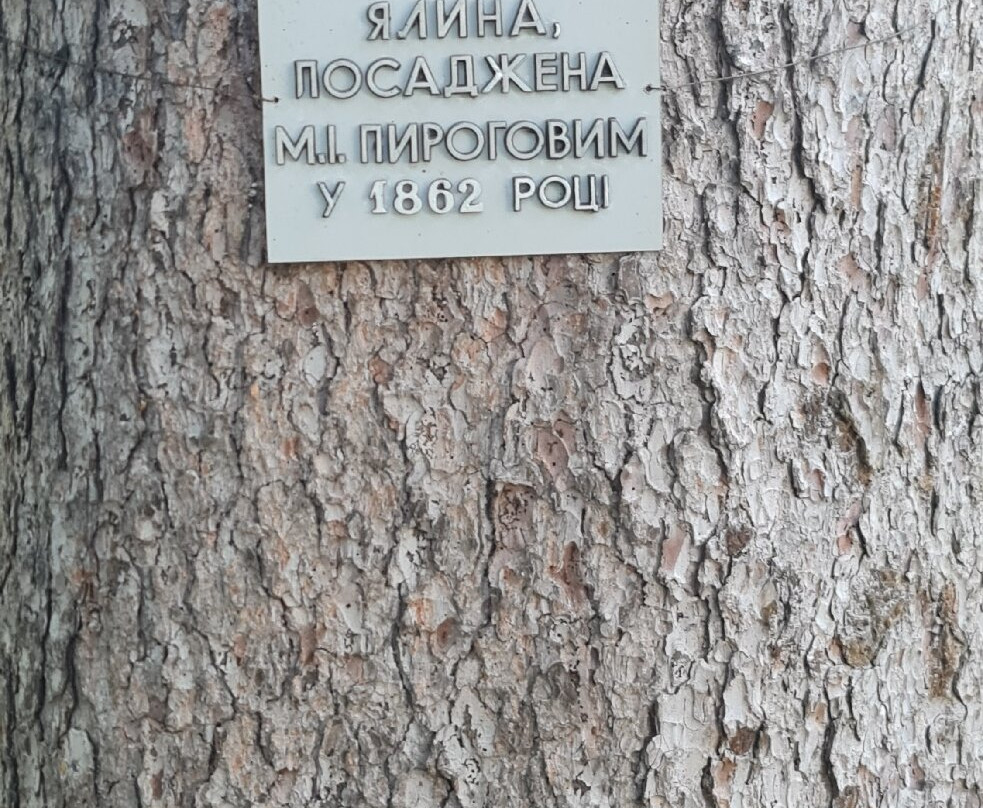 ЯЛИНА,
ПОСАДЖЕНА
М.І. ПИРОГОВИМ
У 1862 РОЦІ